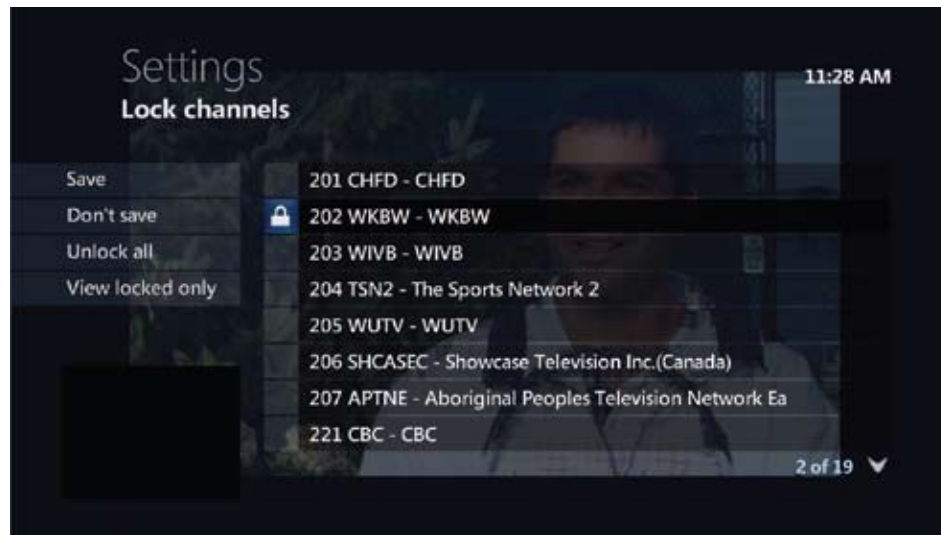 Settings
Lock channels
11:28 AM
Save
Don't save
Unlock all
View locked only
201 CHFD - CHFD
202 WKBW - WKBW
203 WIVB - WIVB
204 TSN2 - The Sports Network 2
205 WUTV - WUTV
206 SHCASEC - Showcase Television Inc.(Canada)
207 APTNE - Aboriginal Peoples Television Network Ea
221 CBC - CBC
2 of 19